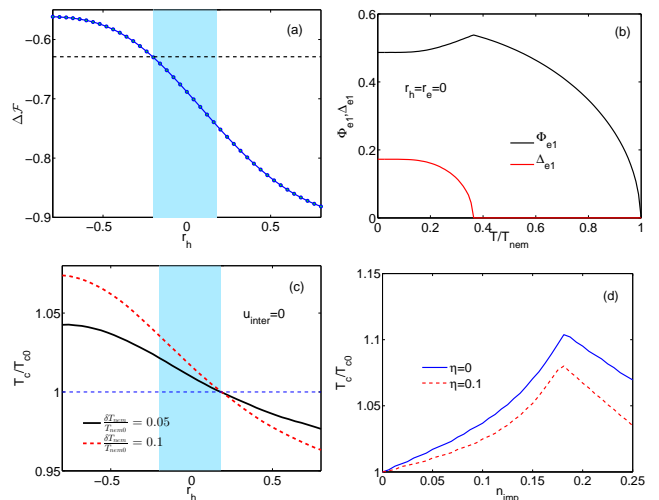 (a)
−0.6
−0.7
−0.8
−0.9
Δℱ
−0.5 0 0.5
r_h
(b)
0.6
0.4
0.2
0
Φ_e1,Δ_e1
r_h=r_e=0
Φ_e1
Δ_e1
0 0.2 0.4 0.6 0.8 1
T/T_nem
(c)
1.05
1
0.95
T_c/T_c0
u_inter=0
δT_nem/T_nem0 = 0.05
δT_nem/T_nem0 = 0.1
−0.5 0 0.5
r_h
(d)
1.15
1.1
1.05
1
T_c/T_c0
η=0
η=0.1
0 0.05 0.1 0.15 0.2 0.25
n_imp